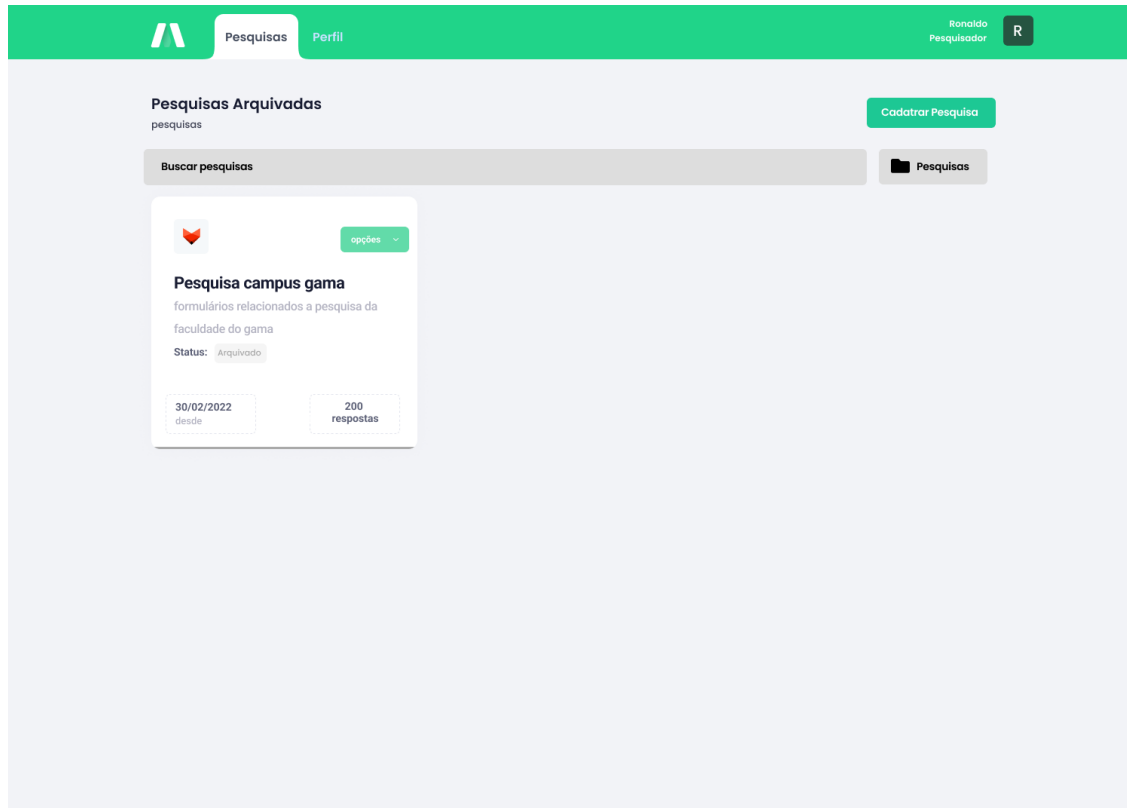 Pesquisas
Perfil
Ronaldo
Pesquisador
R
Pesquisas Arquivadas
pesquisas
Cadatrar Pesquisa
Buscar pesquisas
Pesquisas
opções
Pesquisa campus gama
formulários relacionados a pesquisa da
faculdade do gama
Status: Arquivado
30/02/2022
desde
200
respostas